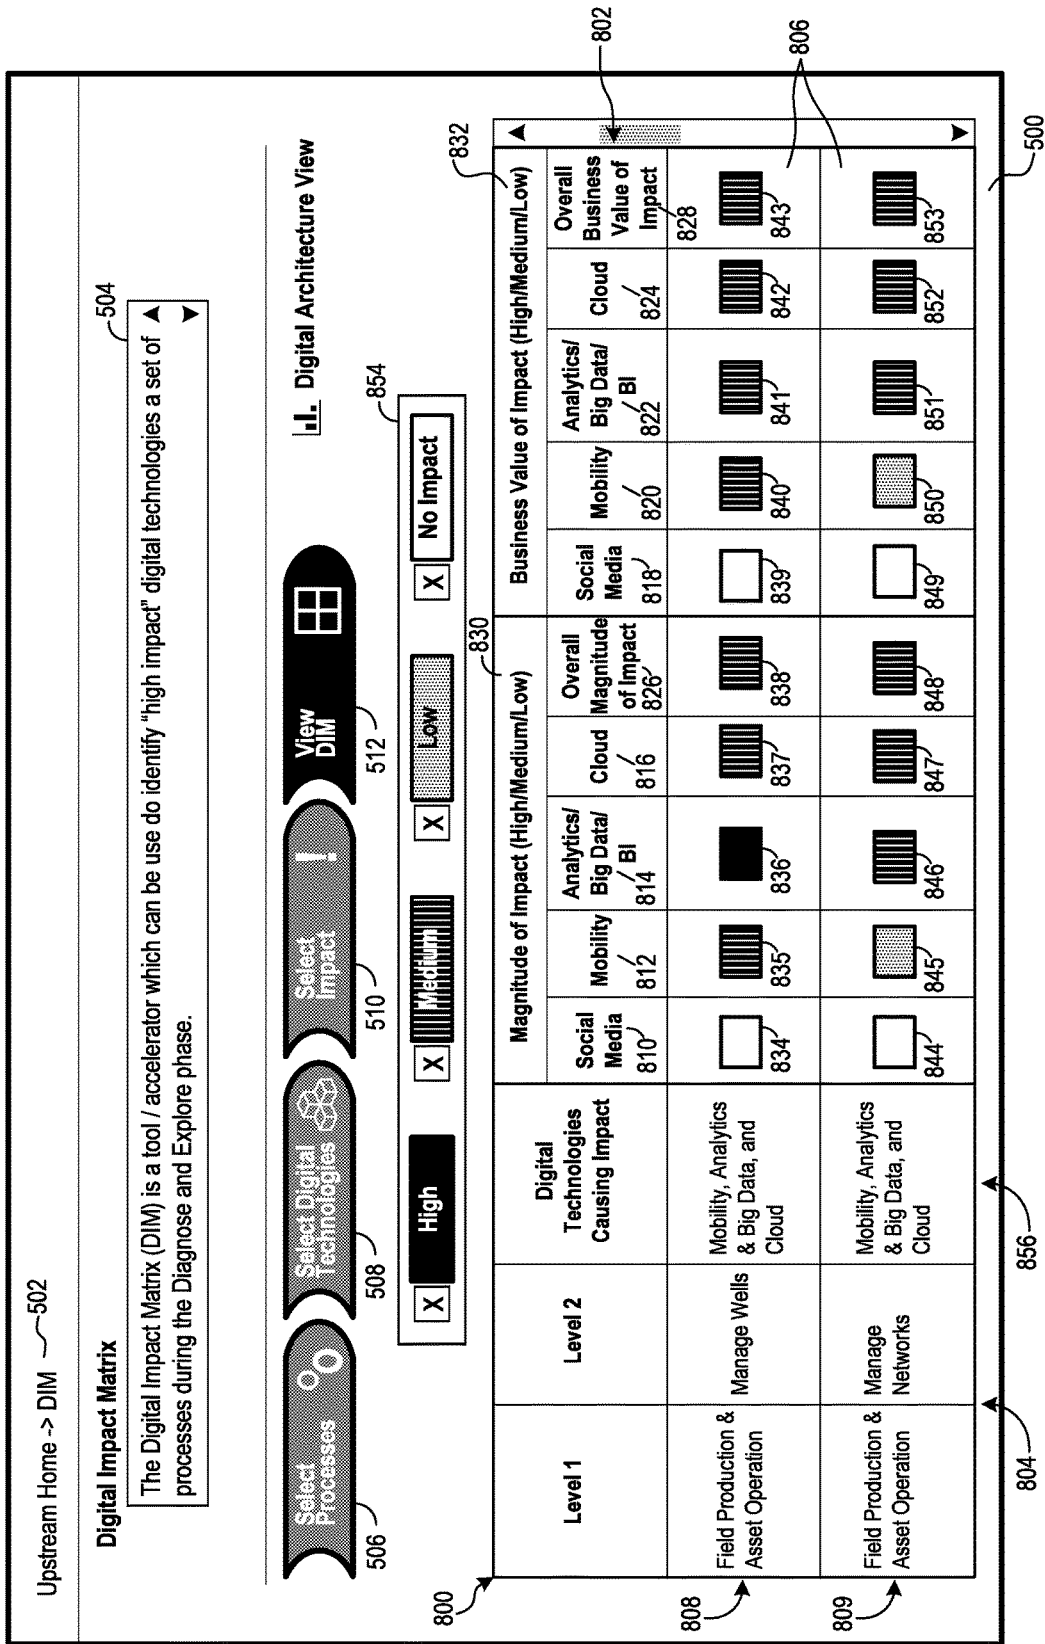 Upstream Home -> DIM 502
Digital Impact Matrix
504
The Digital Impact Matrix (DIM) is a tool / accelerator which can be use do identify “high impact” digital technologies a set of
processes during the Diagnose and Explore phase.
Select
Processes
506
Select Digital
Technologies
508
Select
Impact
!
510
View
DIM
512
Digital Architecture View
854
X High
X Medium
X Low
X No Impact
800
830
832
802
Level 1
Level 2
Digital
Technologies
Causing Impact
Magnitude of Impact (High/Medium/Low)
Business Value of Impact (High/Medium/Low)
Social
Media
810
Mobility
812
Analytics/
Big Data/
BI
814
Cloud
816
Overall
Magnitude
of Impact
826
Social
Media
818
Mobility
820
Analytics/
Big Data/
BI
822
Cloud
824
Overall
Business
Value of
Impact
828
808
Field Production &
Asset Operation
Manage Wells
Mobility, Analytics
& Big Data, and
Cloud
834 835 836 837 838 839 840 841 842 843
806
809
Field Production &
Asset Operation
Manage
Networks
Mobility, Analytics
& Big Data, and
Cloud
844 845 846 847 848 849 850 851 852 853
804
856
500